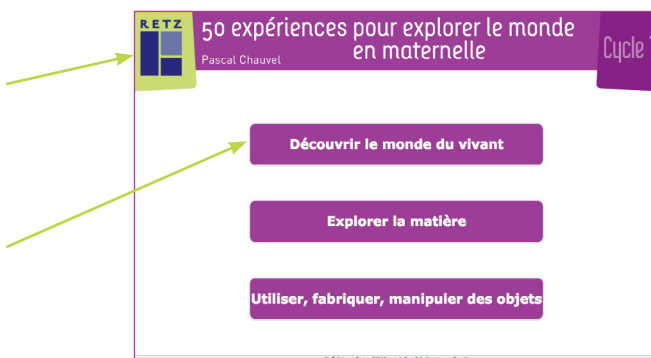 RETZ
50 expériences pour explorer le monde
en maternelle
Pascal Chauvel
Cycle
Découvrir le monde du vivant
Explorer la matière
Utiliser, fabriquer, manipuler des objets